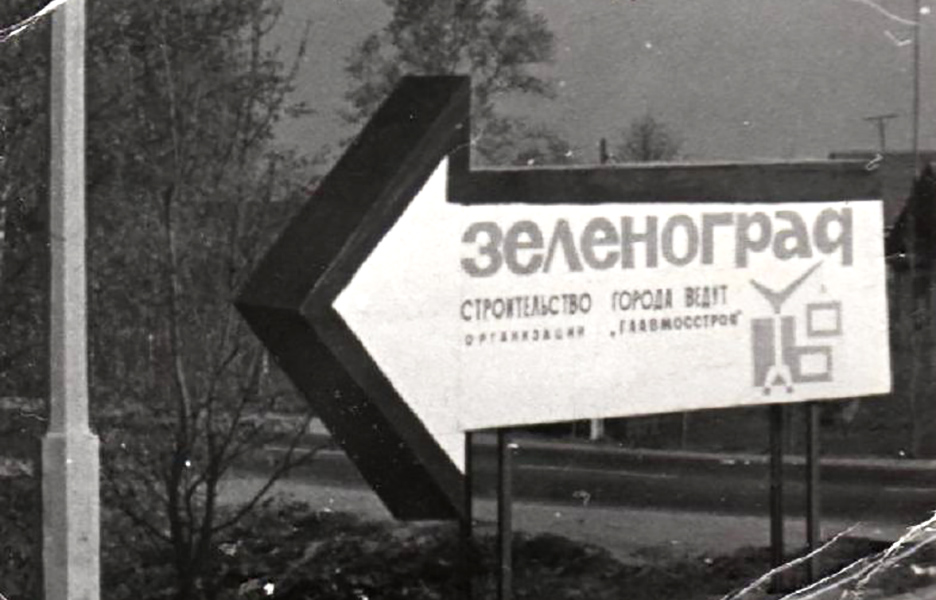 зеленоград
СТРОИТЕЛЬСТВО ГОРОДА ВЕДУТ
ОРГАНИЗАЦИИ „ГЛАВМОССТРОЯ"